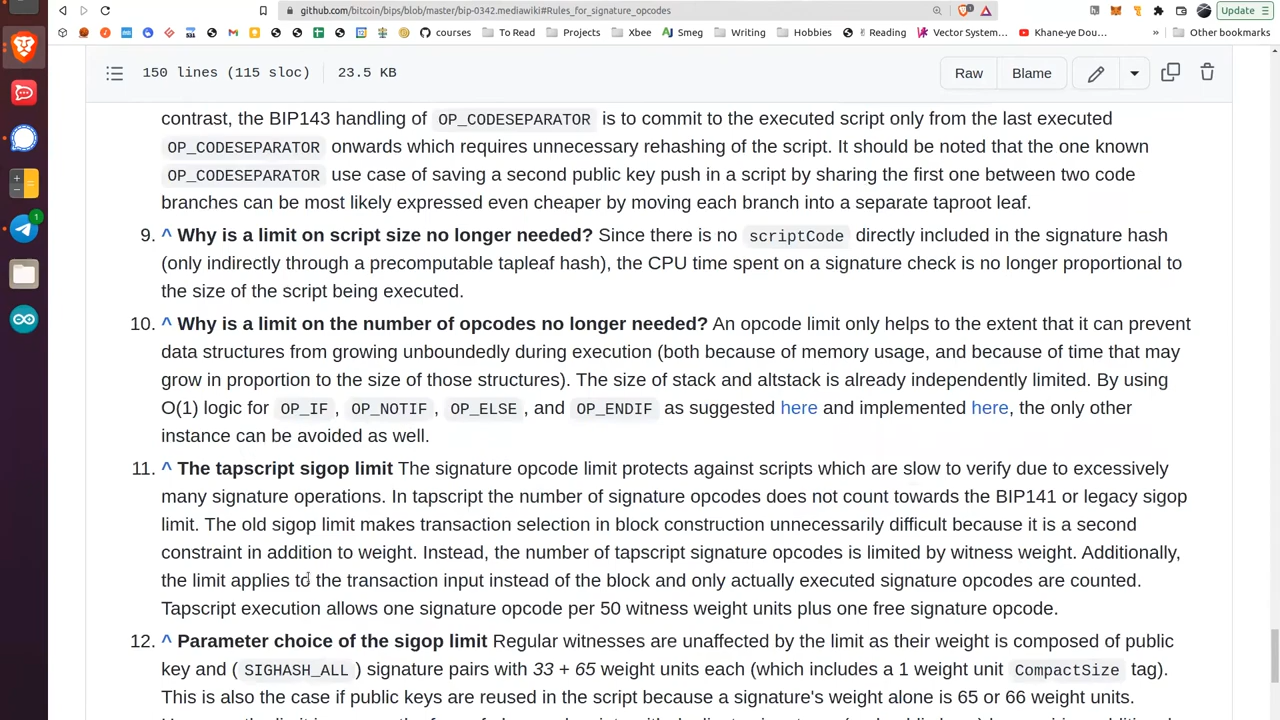 github.com/bitcoin/bips/blob/master/bip-0342.mediawiki#Rules_for_signature_opcodes
1
Update
courses To Read Projects Xbee Smeg Writing Hobbies Reading Vector System... Khane-ye Dou... » Other bookmarks
150 lines (115 sloc) 23.5 KB Raw Blame
contrast, the BIP143 handling of OP_CODESEPARATOR is to commit to the executed script only from the last executed
OP_CODESEPARATOR onwards which requires unnecessary rehashing of the script. It should be noted that the one known
OP_CODESEPARATOR use case of saving a second public key push in a script by sharing the first one between two code
branches can be most likely expressed even cheaper by moving each branch into a separate taproot leaf.
9. ^ Why is a limit on script size no longer needed? Since there is no scriptCode directly included in the signature hash
(only indirectly through a precomputable tapleaf hash), the CPU time spent on a signature check is no longer proportional to
the size of the script being executed.
10. ^ Why is a limit on the number of opcodes no longer needed? An opcode limit only helps to the extent that it can prevent
data structures from growing unboundedly during execution (both because of memory usage, and because of time that may
grow in proportion to the size of those structures). The size of stack and altstack is already independently limited. By using
O(1) logic for OP_IF , OP_NOTIF , OP_ELSE , and OP_ENDIF as suggested here and implemented here, the only other
instance can be avoided as well.
11. ^ The tapscript sigop limit The signature opcode limit protects against scripts which are slow to verify due to excessively
many signature operations. In tapscript the number of signature opcodes does not count towards the BIP141 or legacy sigop
limit. The old sigop limit makes transaction selection in block construction unnecessarily difficult because it is a second
constraint in addition to weight. Instead, the number of tapscript signature opcodes is limited by witness weight. Additionally,
the limit applies to the transaction input instead of the block and only actually executed signature opcodes are counted.
Tapscript execution allows one signature opcode per 50 witness weight units plus one free signature opcode.
12. ^ Parameter choice of the sigop limit Regular witnesses are unaffected by the limit as their weight is composed of public
key and ( SIGHASH_ALL ) signature pairs with 33 + 65 weight units each (which includes a 1 weight unit CompactSize tag).
This is also the case if public keys are reused in the script because a signature's weight alone is 65 or 66 weight units.